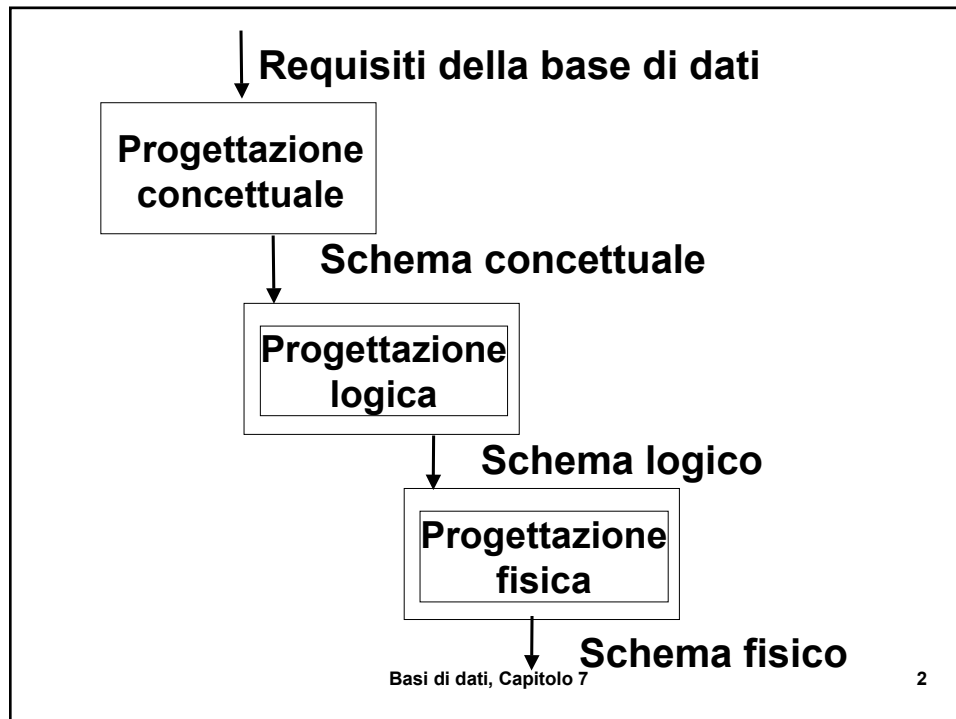 Requisiti della base di dati
Progettazione
concettuale
Schema concettuale
Progettazione
logica
Schema logico
Progettazione
fisica
Schema fisico
Basi di dati, Capitolo 7
2